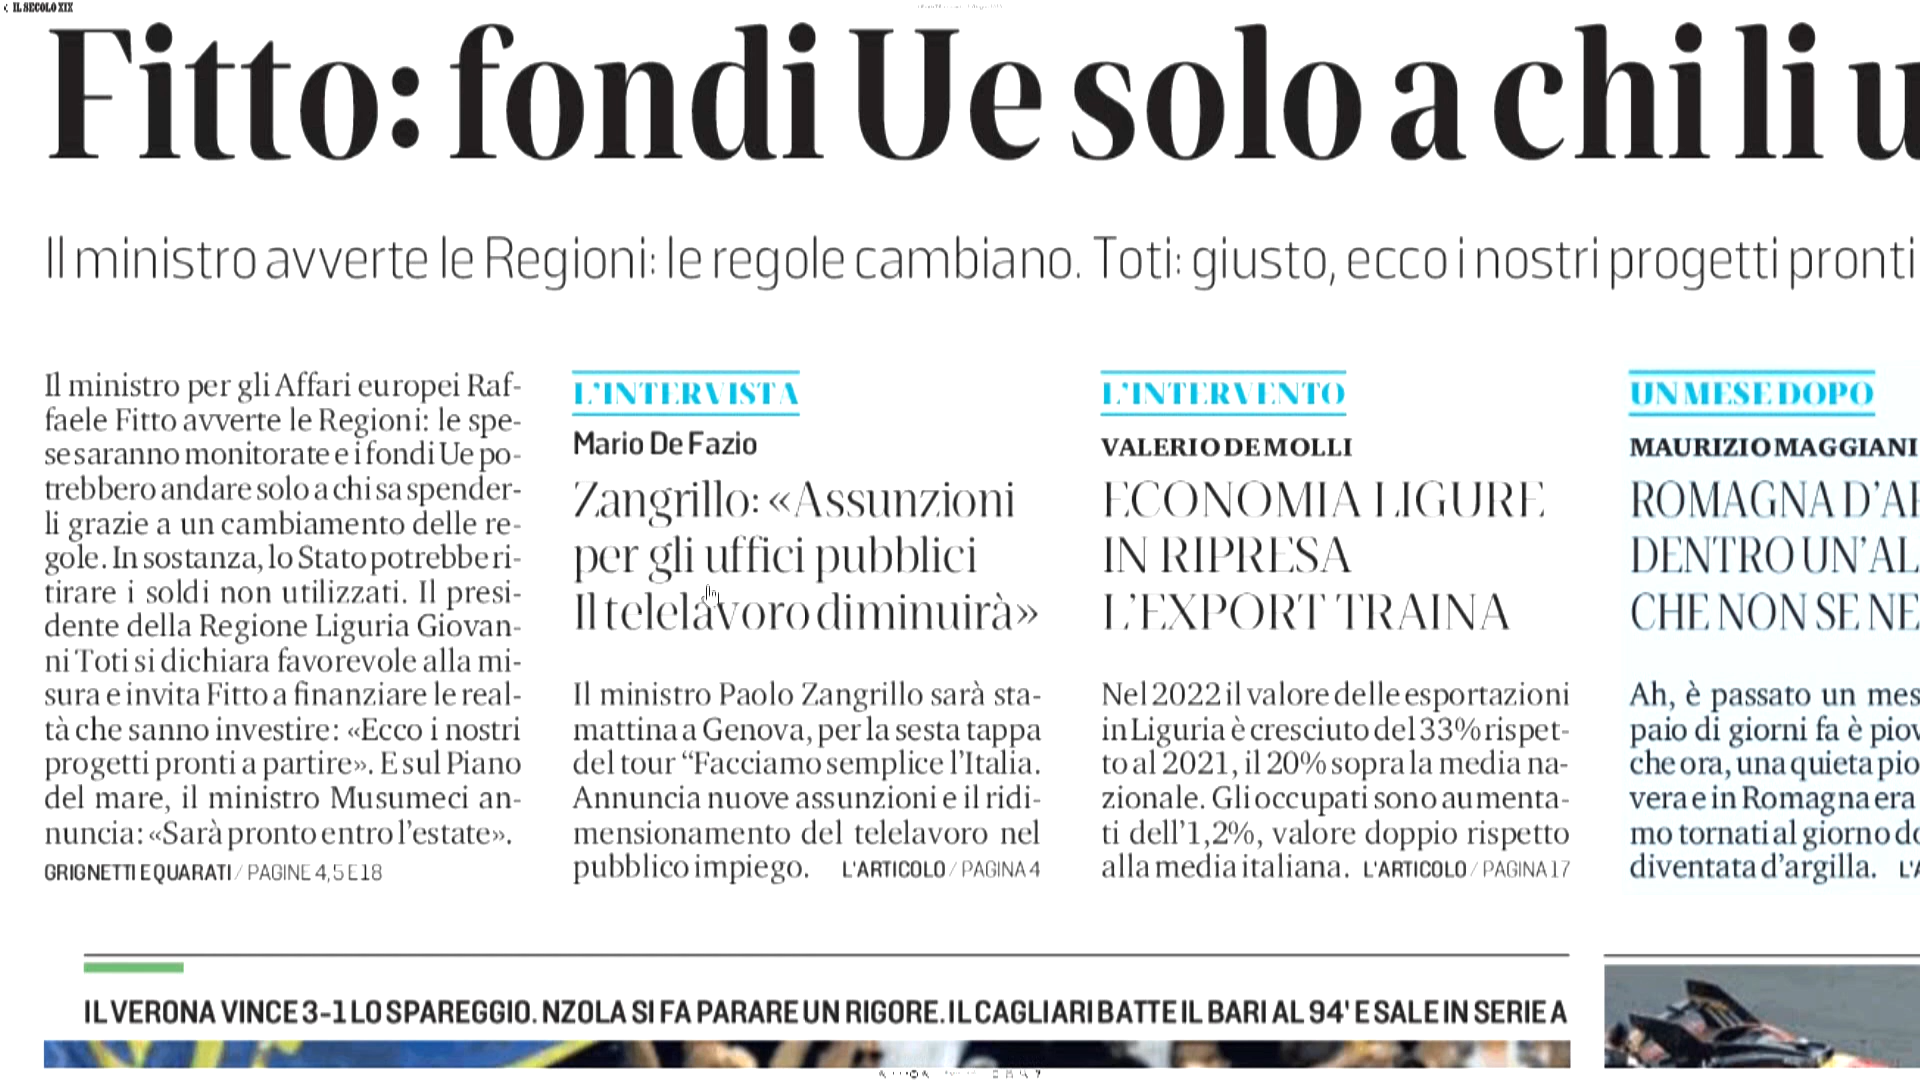 IL SECOLO XIX
Fitto: fondi Ue solo a chi li u
Il ministro avverte le Regioni: le regole cambiano. Toti: giusto, ecco i nostri progetti pronti
Il ministro per gli Affari europei Raf-
faele Fitto avverte le Regioni: le spe-
se saranno monitorate e i fondi Ue po-
trebbero andare solo a chi sa spender-
li grazie a un cambiamento delle re-
gole. In sostanza, lo Stato potrebbe ri-
tirare i soldi non utilizzati. Il presi-
dente della Regione Liguria Giovan-
ni Toti si dichiara favorevole alla mi-
sura e invita Fitto a finanziare le real-
tà che sanno investire: «Ecco i nostri
progetti pronti a partire». E sul Piano
del mare, il ministro Musumeci an-
nuncia: «Sarà pronto entro l'estate».
GRIGNETTI E QUARATI / PAGINE 4, 5 E 18
L'INTERVISTA
Mario De Fazio
Zangrillo: «Assunzioni
per gli uffici pubblici
Il telelavoro diminuirà»
Il ministro Paolo Zangrillo sarà sta-
mattina a Genova, per la sesta tappa
del tour “Facciamo semplice l'Italia.
Annuncia nuove assunzioni e il ridi-
mensionamento del telelavoro nel
pubblico impiego. L'ARTICOLO / PAGINA 4
L'INTERVENTO
VALERIO DE MOLLI
ECONOMIA LIGURE
IN RIPRESA
L'EXPORT TRAINA
Nel 2022 il valore delle esportazioni
in Liguria è cresciuto del 33% rispet-
to al 2021, il 20% sopra la media na-
zionale. Gli occupati sono aumenta-
ti dell'1,2%, valore doppio rispetto
alla media italiana. L'ARTICOLO / PAGINA 17
UN MESE DOPO
MAURIZIO MAGGIANI
ROMAGNA D'A
DENTRO UN'AL
CHE NON SE NE
Ah, è passato un mes
paio di giorni fa è piov
che ora, una quieta pio
vera e in Romagna era
mo tornati al giorno do
diventata d'argilla. L'A
IL VERONA VINCE 3-1 LO SPAREGGIO. NZOLA SI FA PARARE UN RIGORE. IL CAGLIARI BATTE IL BARI AL 94' E SALE IN SERIE A